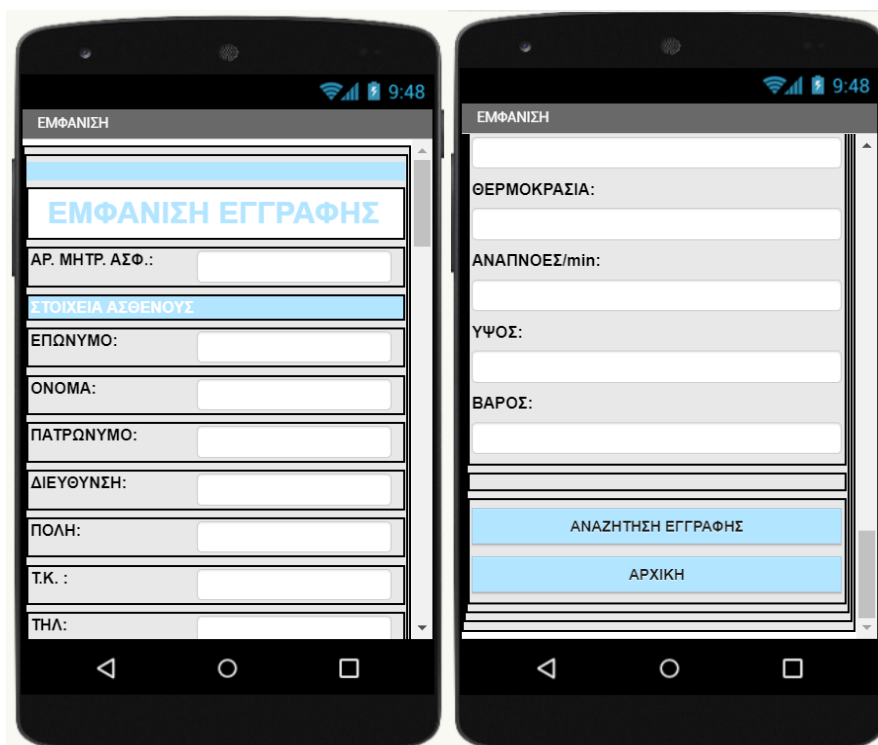 9:48
ΕΜΦΑΝΙΣΗ
ΕΜΦΑΝΙΣΗ ΕΓΓΡΑΦΗΣ
ΑΡ. ΜΗΤΡ. ΑΣΦ.:
ΣΤΟΙΧΕΙΑ ΑΣΘΕΝΟΥΣ
ΕΠΩΝΥΜΟ:
ΟΝΟΜΑ:
ΠΑΤΡΩΝΥΜΟ:
ΔΙΕΥΘΥΝΣΗ:
ΠΟΛΗ:
Τ.Κ. :
ΤΗΛ:
9:48
ΕΜΦΑΝΙΣΗ
ΘΕΡΜΟΚΡΑΣΙΑ:
ΑΝΑΠΝΟΕΣ/min:
ΥΨΟΣ:
ΒΑΡΟΣ:
ΑΝΑΖΗΤΗΣΗ ΕΓΓΡΑΦΗΣ
ΑΡΧΙΚΗ